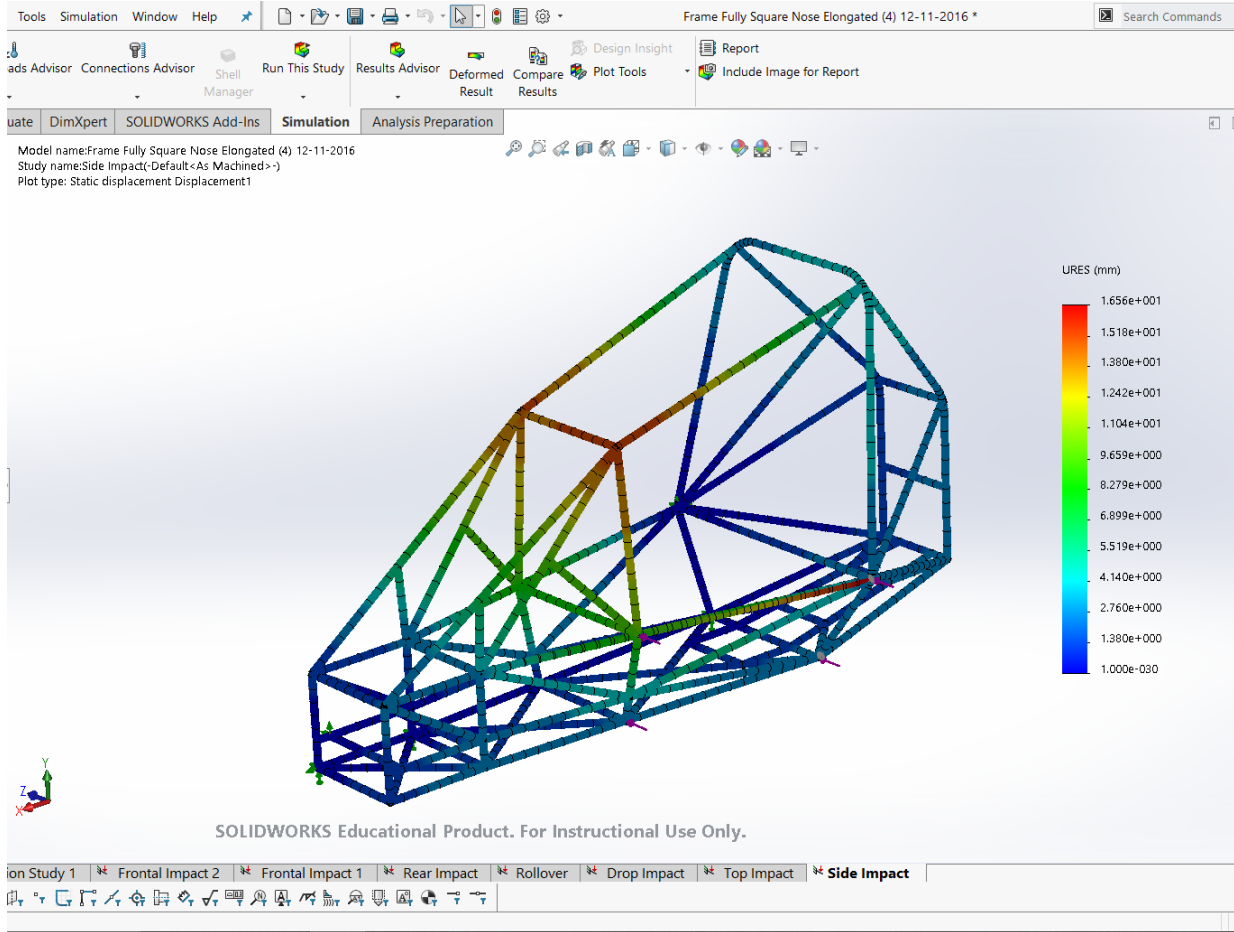 Tools Simulation Window Help Frame Fully Square Nose Elongated (4) 12-11-2016 * Search Commands
ads Advisor Connections Advisor Shell Manager Run This Study Results Advisor Deformed Result Compare Results
Design Insight
Plot Tools
Report
Include Image for Report
uate DimXpert SOLIDWORKS Add-Ins Simulation Analysis Preparation
Model name:Frame Fully Square Nose Elongated (4) 12-11-2016
Study name:Side Impact(-Default<As Machined>-)
Plot type: Static displacement Displacement1
URES (mm)
1.656e+001
1.518e+001
1.380e+001
1.242e+001
1.104e+001
9.659e+000
8.279e+000
6.899e+000
5.519e+000
4.140e+000
2.760e+000
1.380e+000
1.000e-030
Y
Z
X
SOLIDWORKS Educational Product. For Instructional Use Only.
ion Study 1 Frontal Impact 2 Frontal Impact 1 Rear Impact Rollover Drop Impact Top Impact Side Impact